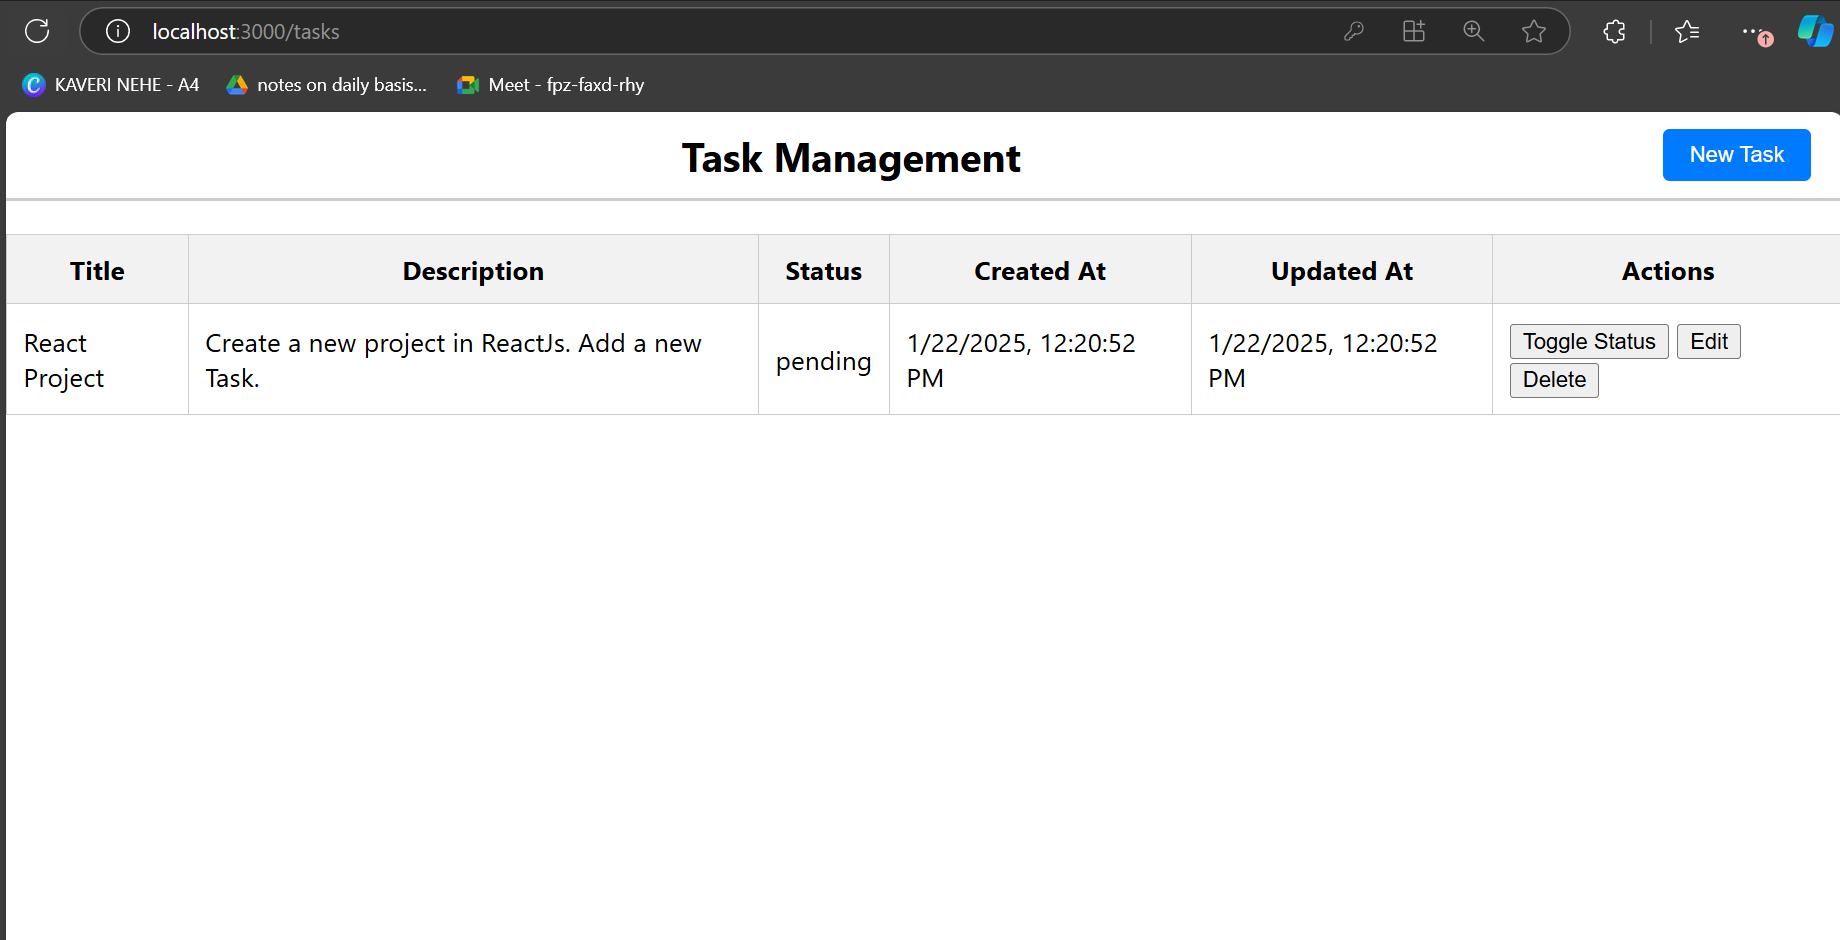 localhost:3000/tasks
KAVERI NEHE - A4 notes on daily basis... Meet - fpz-faxd-rhy
Task Management New Task
Title Description Status Created At Updated At Actions
React Project
Create a new project in ReactJs. Add a new
Task.
pending
1/22/2025, 12:20:52
PM
1/22/2025, 12:20:52
PM
Toggle Status Edit
Delete